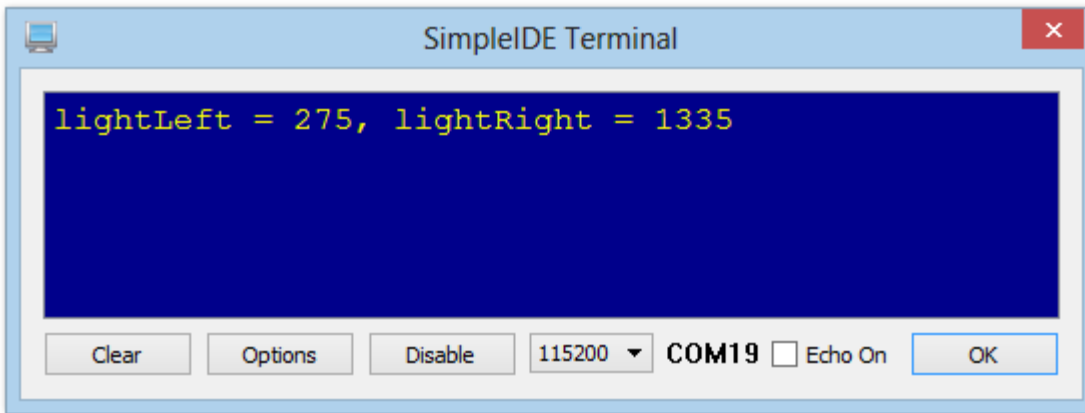 SimpleIDE Terminal
lightLeft = 275, lightRight = 1335
Clear Options Disable 115200 COM19 Echo On OK